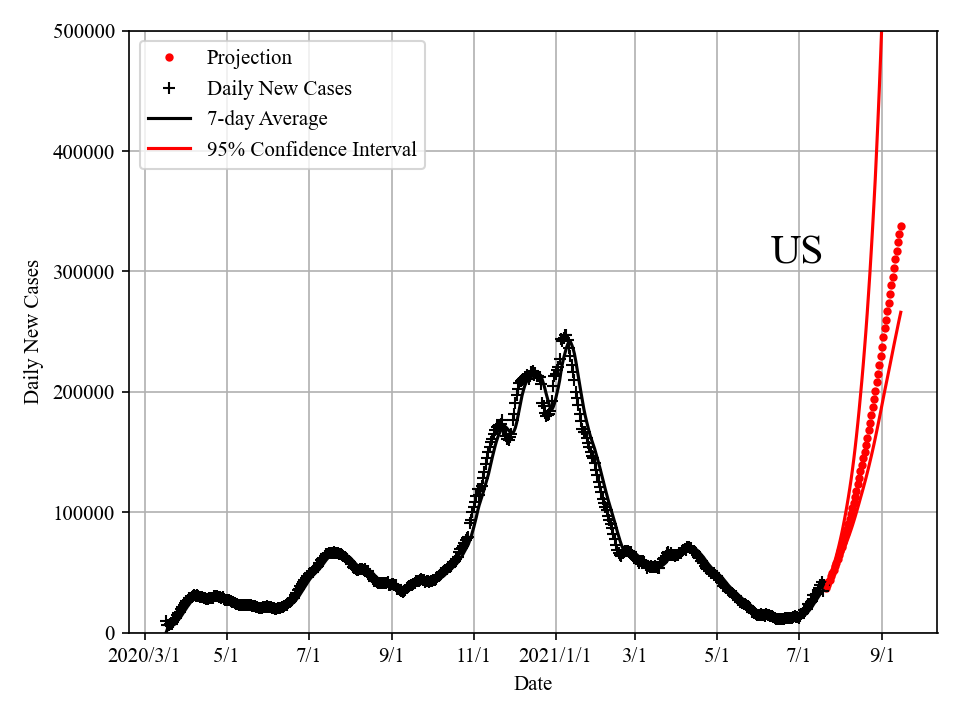 500000
400000
300000
200000
100000
0
Daily New Cases
Projection
Daily New Cases
7-day Average
95% Confidence Interval
US
2020/3/1 5/1 7/1 9/1 11/1 2021/1/1 3/1 5/1 7/1 9/1
Date